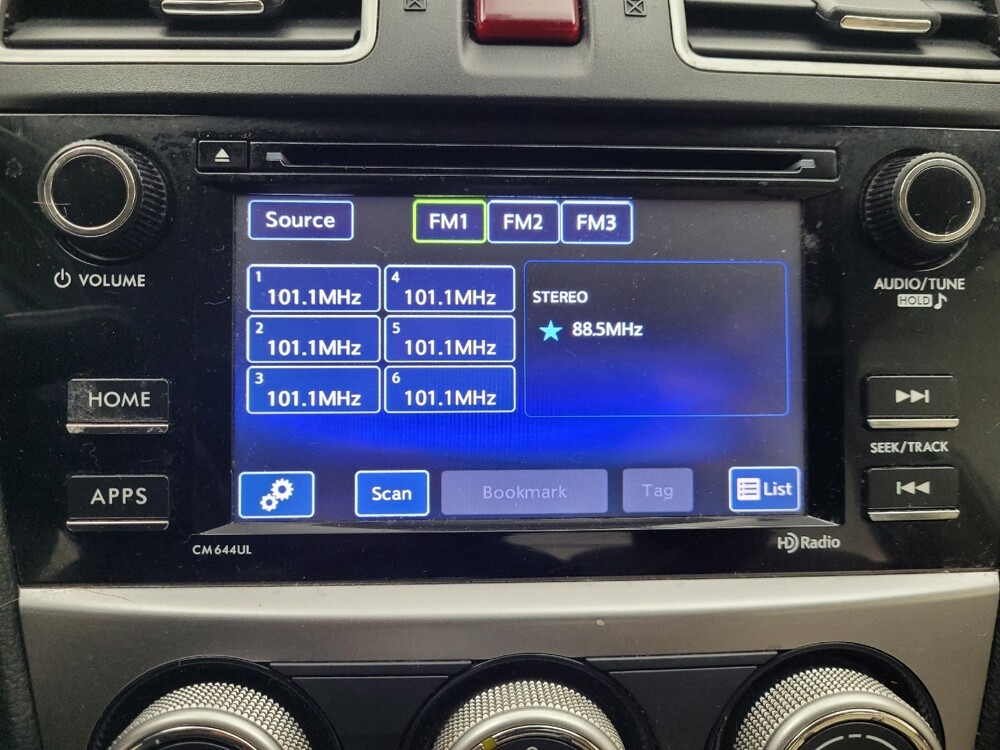 Source
FM1 FM2 FM3
1 101.1MHz
4 101.1MHz
2 101.1MHz
5 101.1MHz
3 101.1MHz
6 101.1MHz
STEREO
88.5MHz
Scan
Bookmark
Tag
List
VOLUME
HOME
APPS
AUDIO/TUNE
HOLD
SEEK/TRACK
CM644UL
HD Radio